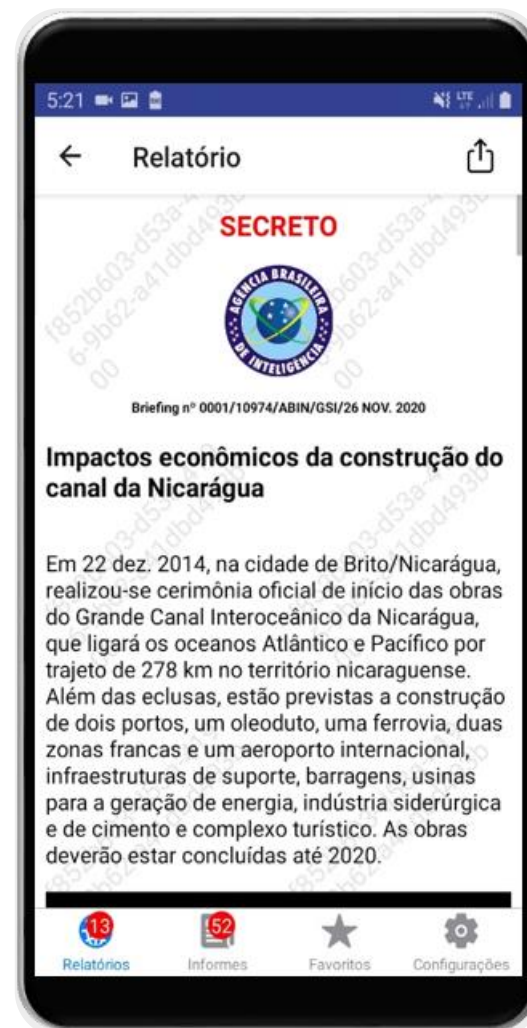 5:21
LTE
Relatório
SECRETO
AGÊNCIA BRASILEIRA
DE INTELIGÊNCIA
Briefing nº 0001/10974/ABIN/GSI/26 NOV. 2020
Impactos econômicos da construção do
canal da Nicarágua
Em 22 dez. 2014, na cidade de Brito/Nicarágua,
realizou-se cerimônia oficial de início das obras
do Grande Canal Interoceânico da Nicarágua,
que ligará os oceanos Atlântico e Pacífico por
trajeto de 278 km no território nicaraguense.
Além das eclusas, estão previstas a construção
de dois portos, um oleoduto, uma ferrovia, duas
zonas francas e um aeroporto internacional,
infraestruturas de suporte, barragens, usinas
para a geração de energia, indústria siderúrgica
e de cimento e complexo turístico. As obras
deverão estar concluídas até 2020.
13
52
Relatórios Informes Favoritos Configurações